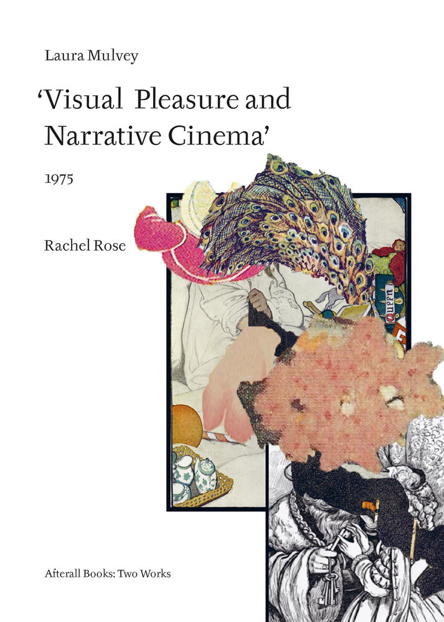 Laura Mulvey
‘Visual Pleasure and
Narrative Cinema’
1975
Rachel Rose
Afterall Books: Two Works